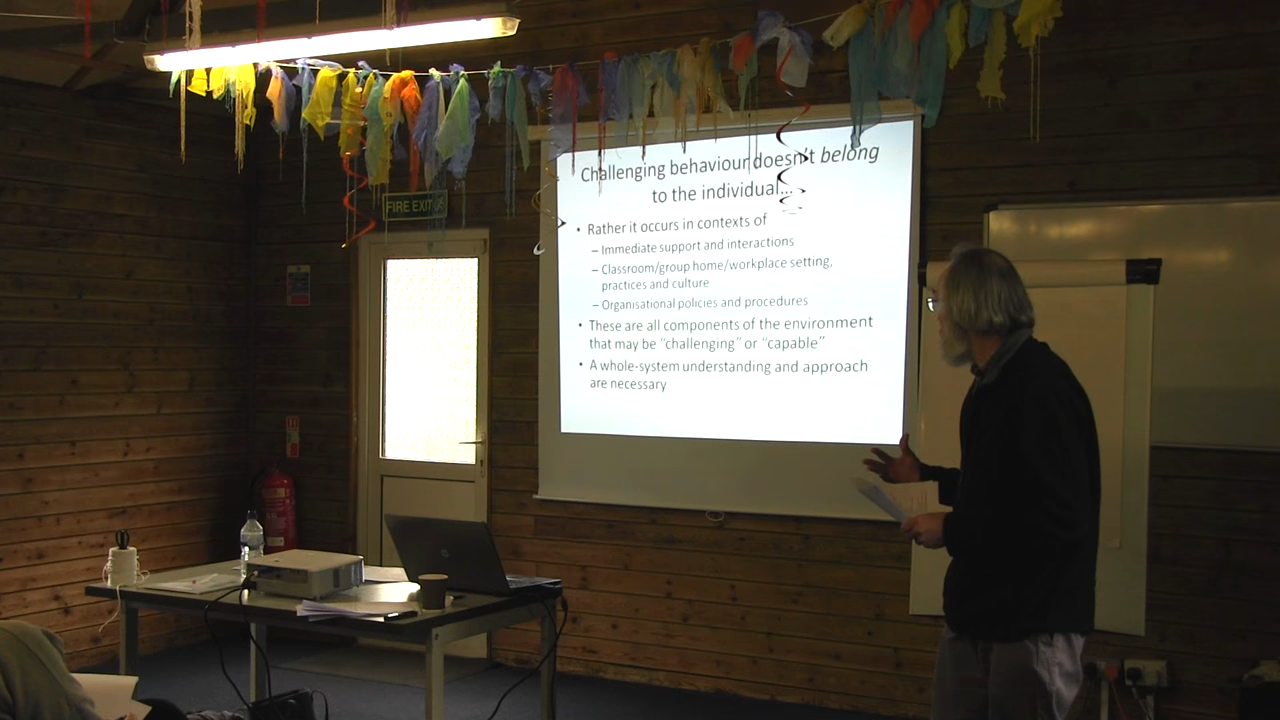 FIRE EXIT
Challenging behaviour doesn't belong
to the individual...
• Rather it occurs in contexts of
– Immediate support and interactions
– Classroom/group home/workplace setting,
practices and culture
– Organisational policies and procedures
• These are all components of the environment
that may be "challenging" or "capable"
• A whole-system understanding and approach
are necessary